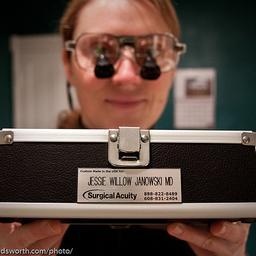 Custom Made in the USA for:
JESSIE WILLOW JANOWSKI MD
Surgical Acuity
888-822-8489
608-831-2404
dsworth.com/photo/